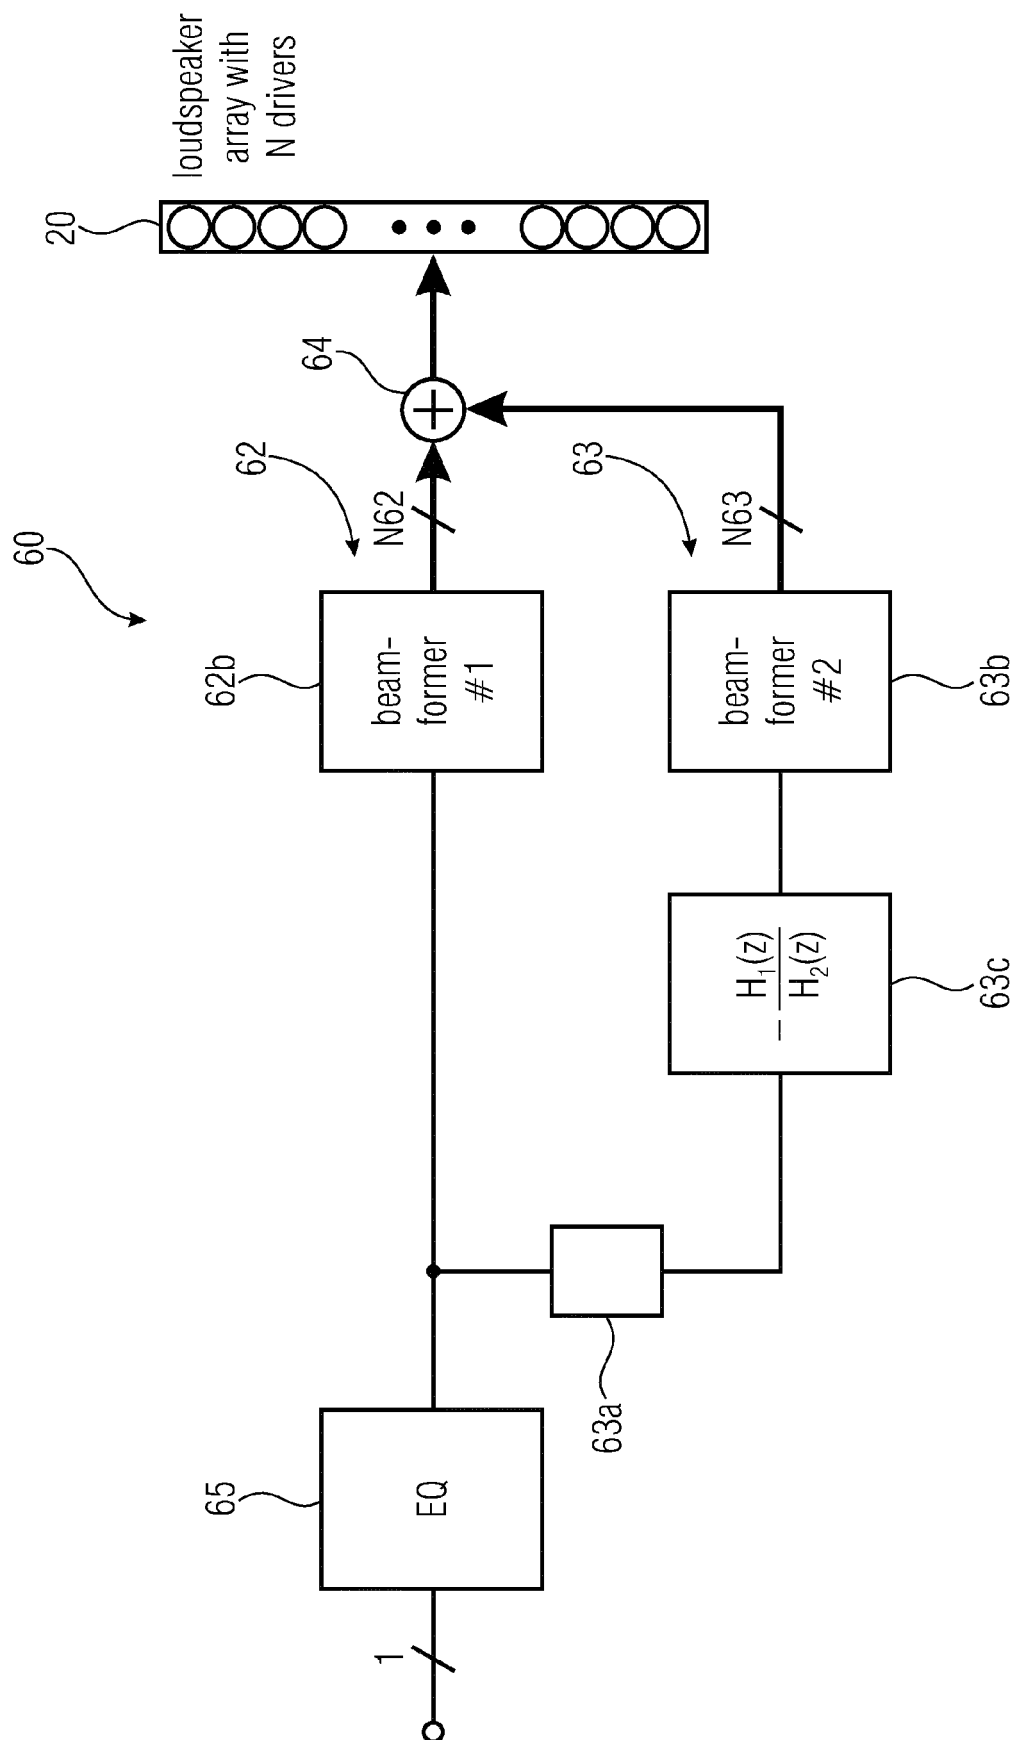 loudspeaker
array with
N drivers
20
64
62
N62
63
N63
60
62b
beam-
former
#1
beam-
former
#2
63b
− H₁(z)
H₂(z)
63c
63a
65
EQ
1